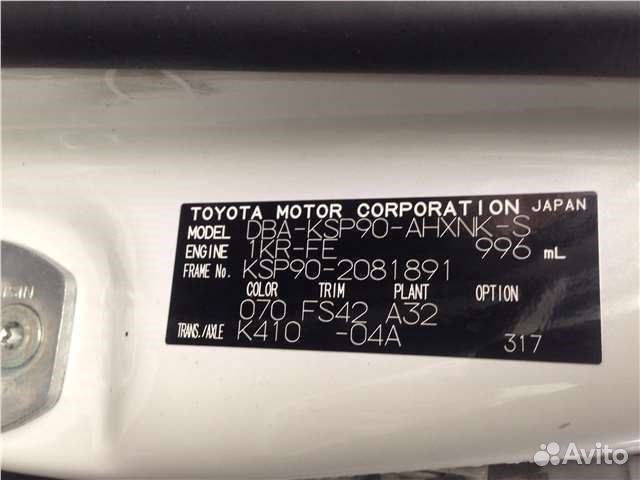 TOYOTA MOTOR CORPORATION JAPAN
MODEL DBA-KSP90-AHXNK-S
ENGINE 1KR-FE 996 mL
FRAME No. KSP90-2081891
COLOR TRIM PLANT OPTION
070 FS42 A32
TRANS./AXLE K410 -04A 317
Avito